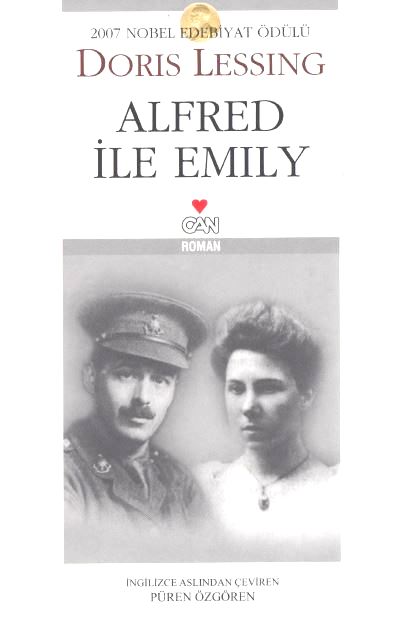 2007 NOBEL EDEBİYAT ÖDÜLÜ
DORIS LESSING
ALFRED
İLE EMILY
CAN
ROMAN
İNGİLİZCE ASLINDAN ÇEVİREN
PÜREN ÖZGÖREN